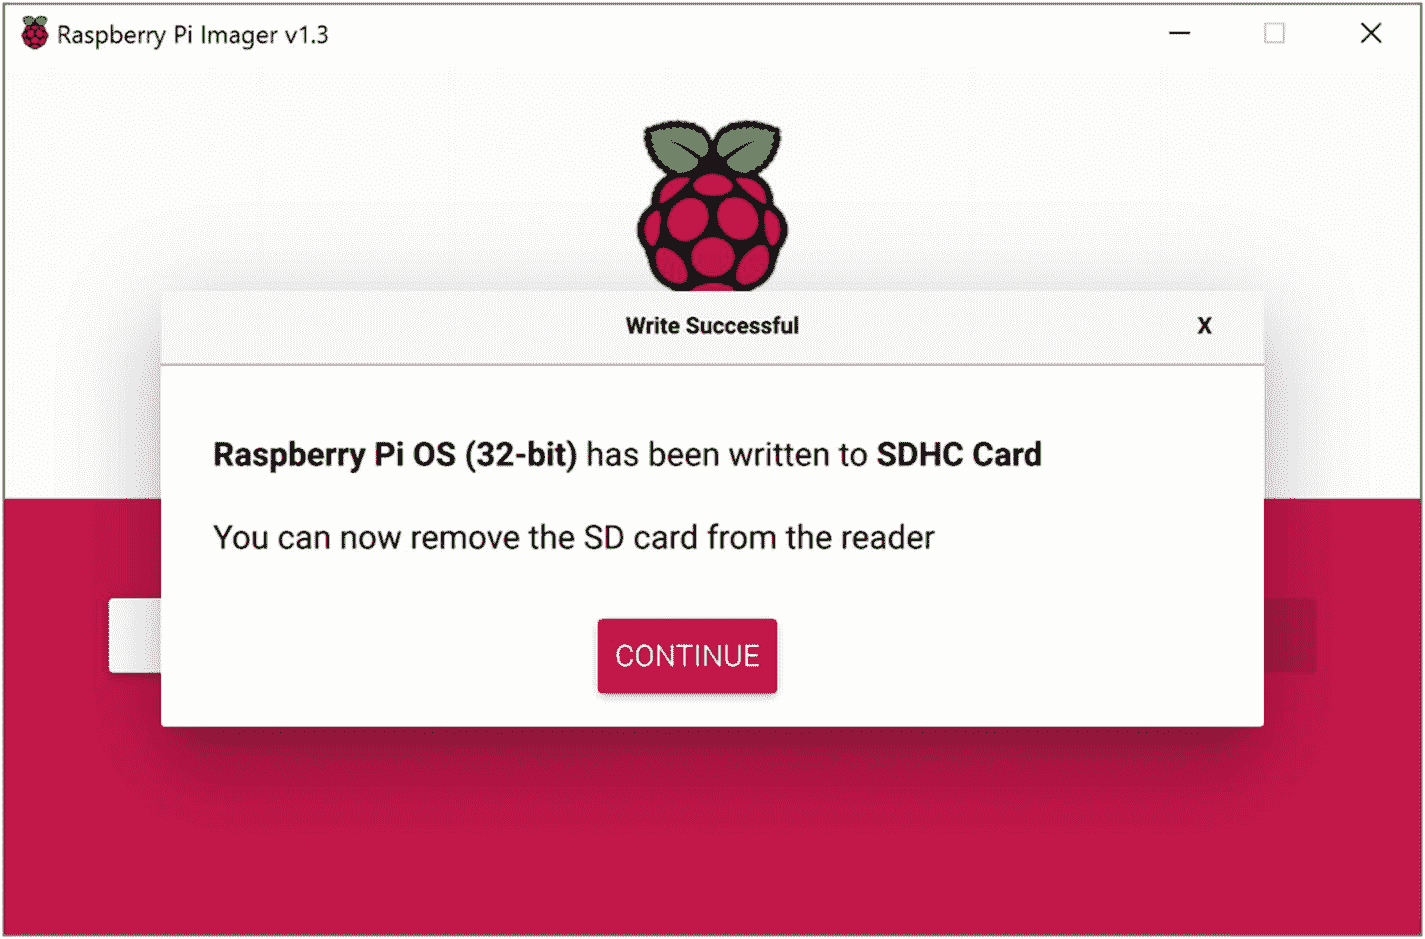 Raspberry Pi Imager v1.3
Write Successful X
Raspberry Pi OS (32-bit) has been written to SDHC Card
You can now remove the SD card from the reader
CONTINUE